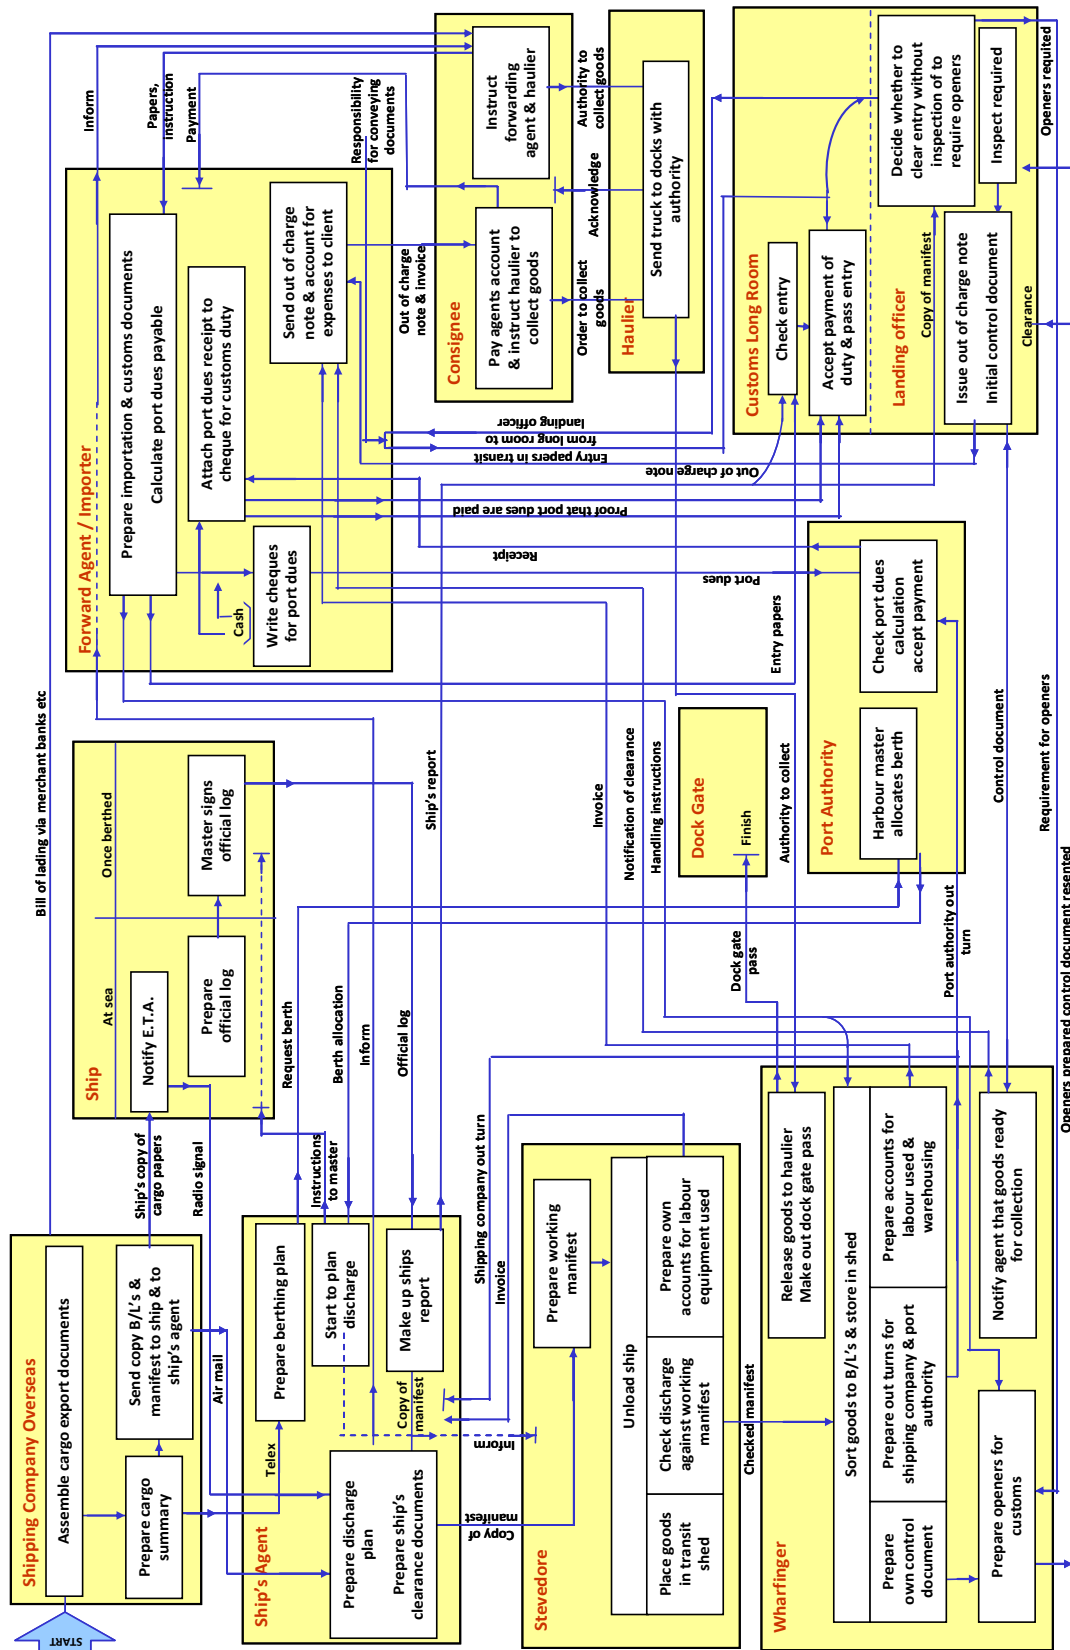 START
Shipping Company Overseas
Assemble cargo export documents
Prepare cargo
summary
Send copy B/L's &
manifest to ship & to
ship's agent
Bill of lading via merchant banks etc
Ship's copy of
cargo papers
Radio signal
Air mail
Telex
Ship
At sea
Once berthed
Notify E.T.A.
Prepare
official log
Master signs
official log
Ship's Agent
Prepare berthing plan
Start to plan
discharge
Make up ships
report
Prepare discharge
plan
Prepare ship's
clearance documents
Copy of
manifest
Request berth
Instructions
to master
Berth allocation
Inform
Official log
Ship's report
Shipping company out turn
Invoice
Inform
Copy of
manifest
Stevedore
Prepare working
manifest
Unload ship
Place goods
in transit
shed
Check discharge
against working
manifest
Prepare own
accounts for labour
equipment used
Checked manifest
Wharfinger
Release goods to haulier
Make out dock gate pass
Sort goods to B/L's & store in shed
Prepare
own control
document
Prepare out turns for
shipping company & port
authority
Prepare accounts for
labour used &
warehousing
Prepare openers for
customs
Notify agent that goods ready
for collection
Dock gate
pass
Dock Gate
Finish
Authority to collect
Invoice
Notification of clearance
Handling instructions
Port authority out
turn
Control document
Requirement for openers
Openers prepared control document resented
Port Authority
Harbour master
allocates berth
Check port dues
calculation
accept payment
Entry papers
Port dues
Receipt
Forward Agent / Importer
Prepare importation & customs documents
Calculate port dues payable
Attach port dues receipt to
cheque for customs duty
Write cheques
for port dues
Cash
Send out of charge
note & account for
expenses to client
Inform
Papers,
instruction
Payment
Responsibility
for conveying
documents
Out of charge
note & invoice
Proof that port dues are paid
Out of charge note
Entry papers in transit
from long room to
landing officer
Consignee
Pay agents account
& instruct haulier to
collect goods
Instruct
forwarding
agent & haulier
Order to collect
goods
Acknowledge
Authority to
collect goods
Haulier
Send truck to docks with
authority
Customs Long Room
Check entry
Accept payment of
duty & pass entry
Landing officer
Copy of manifest
Decide whether to
clear entry without
inspection of to
require openers
Inspect required
Issue out of charge note
Initial control document
Clearance
Openers requited